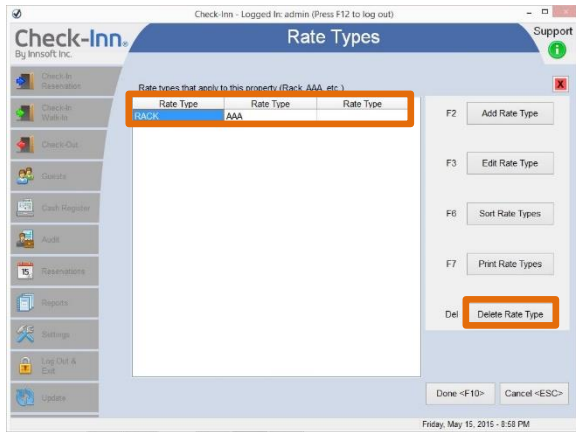 Check-Inn - Logged In: admin (Press F12 to log out)
Check-Inn®
By Innsoft Inc.
Rate Types
Support
Check-In
Reservation
Check-In
Walk-In
Check-Out
Guests
Cash Register
Audit
15
Reservations
Reports
Settings
Log Out &
Exit
Update
Rate types that apply to this property (Rack, AAA, etc.)
X
Rate Type Rate Type Rate Type
RACK AAA
F2 Add Rate Type
F3 Edit Rate Type
F6 Sort Rate Types
F7 Print Rate Types
Del Delete Rate Type
Done <F10> Cancel <ESC>
Friday, May 15, 2015 - 8:58 PM